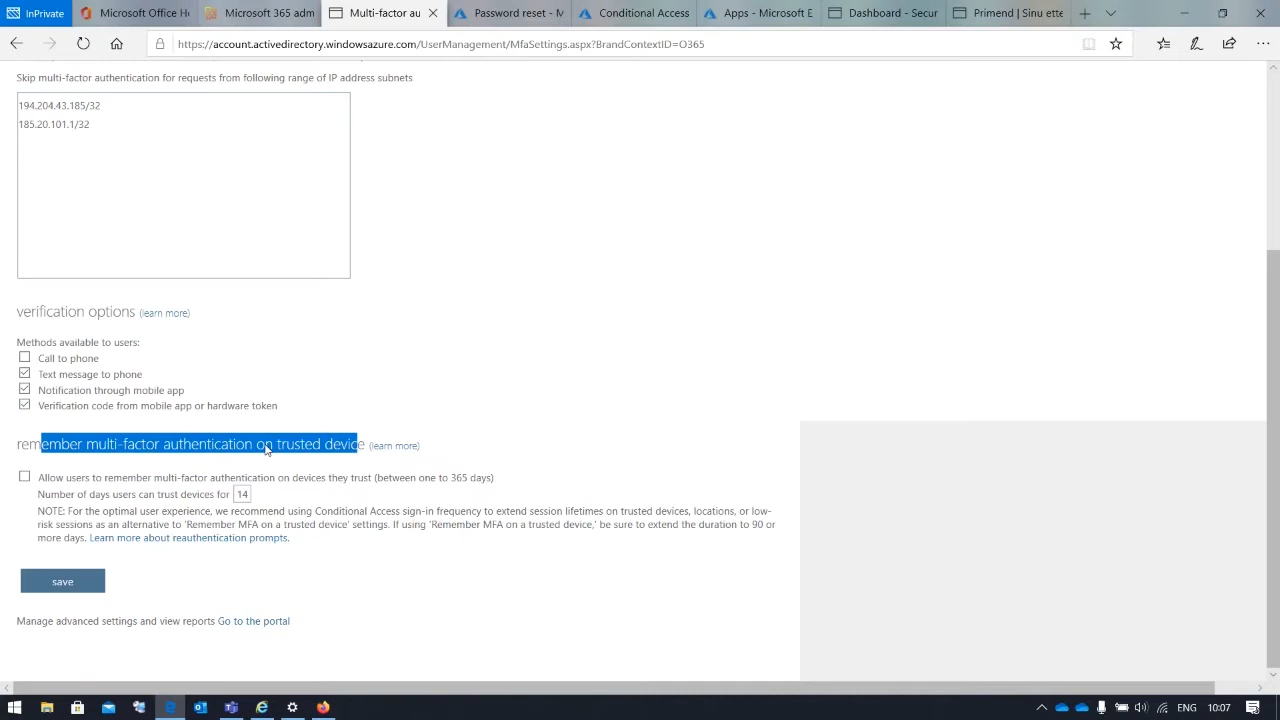 InPrivate
Microsoft Office H
Microsoft 365 adm
Multi-factor au
Password reset - M
Conditional Access
Apps - Microsoft E
Dashboard - Secur
Primend | Sinu ette
https://account.activedirectory.windowsazure.com/UserManagement/MfaSettings.aspx?BrandContextID=O365
Skip multi-factor authentication for requests from following range of IP address subnets
194.204.43.185/32
185.20.101.1/32
verification options (learn more)
Methods available to users:
Call to phone
Text message to phone
Notification through mobile app
Verification code from mobile app or hardware token
remember multi-factor authentication on trusted device (learn more)
Allow users to remember multi-factor authentication on devices they trust (between one to 365 days)
Number of days users can trust devices for 14
NOTE: For the optimal user experience, we recommend using Conditional Access sign-in frequency to extend session lifetimes on trusted devices, locations, or low-
risk sessions as an alternative to 'Remember MFA on a trusted device' settings. If using 'Remember MFA on a trusted device,' be sure to extend the duration to 90 or
more days. Learn more about reauthentication prompts.
save
Manage advanced settings and view reports Go to the portal
ENG
10:07